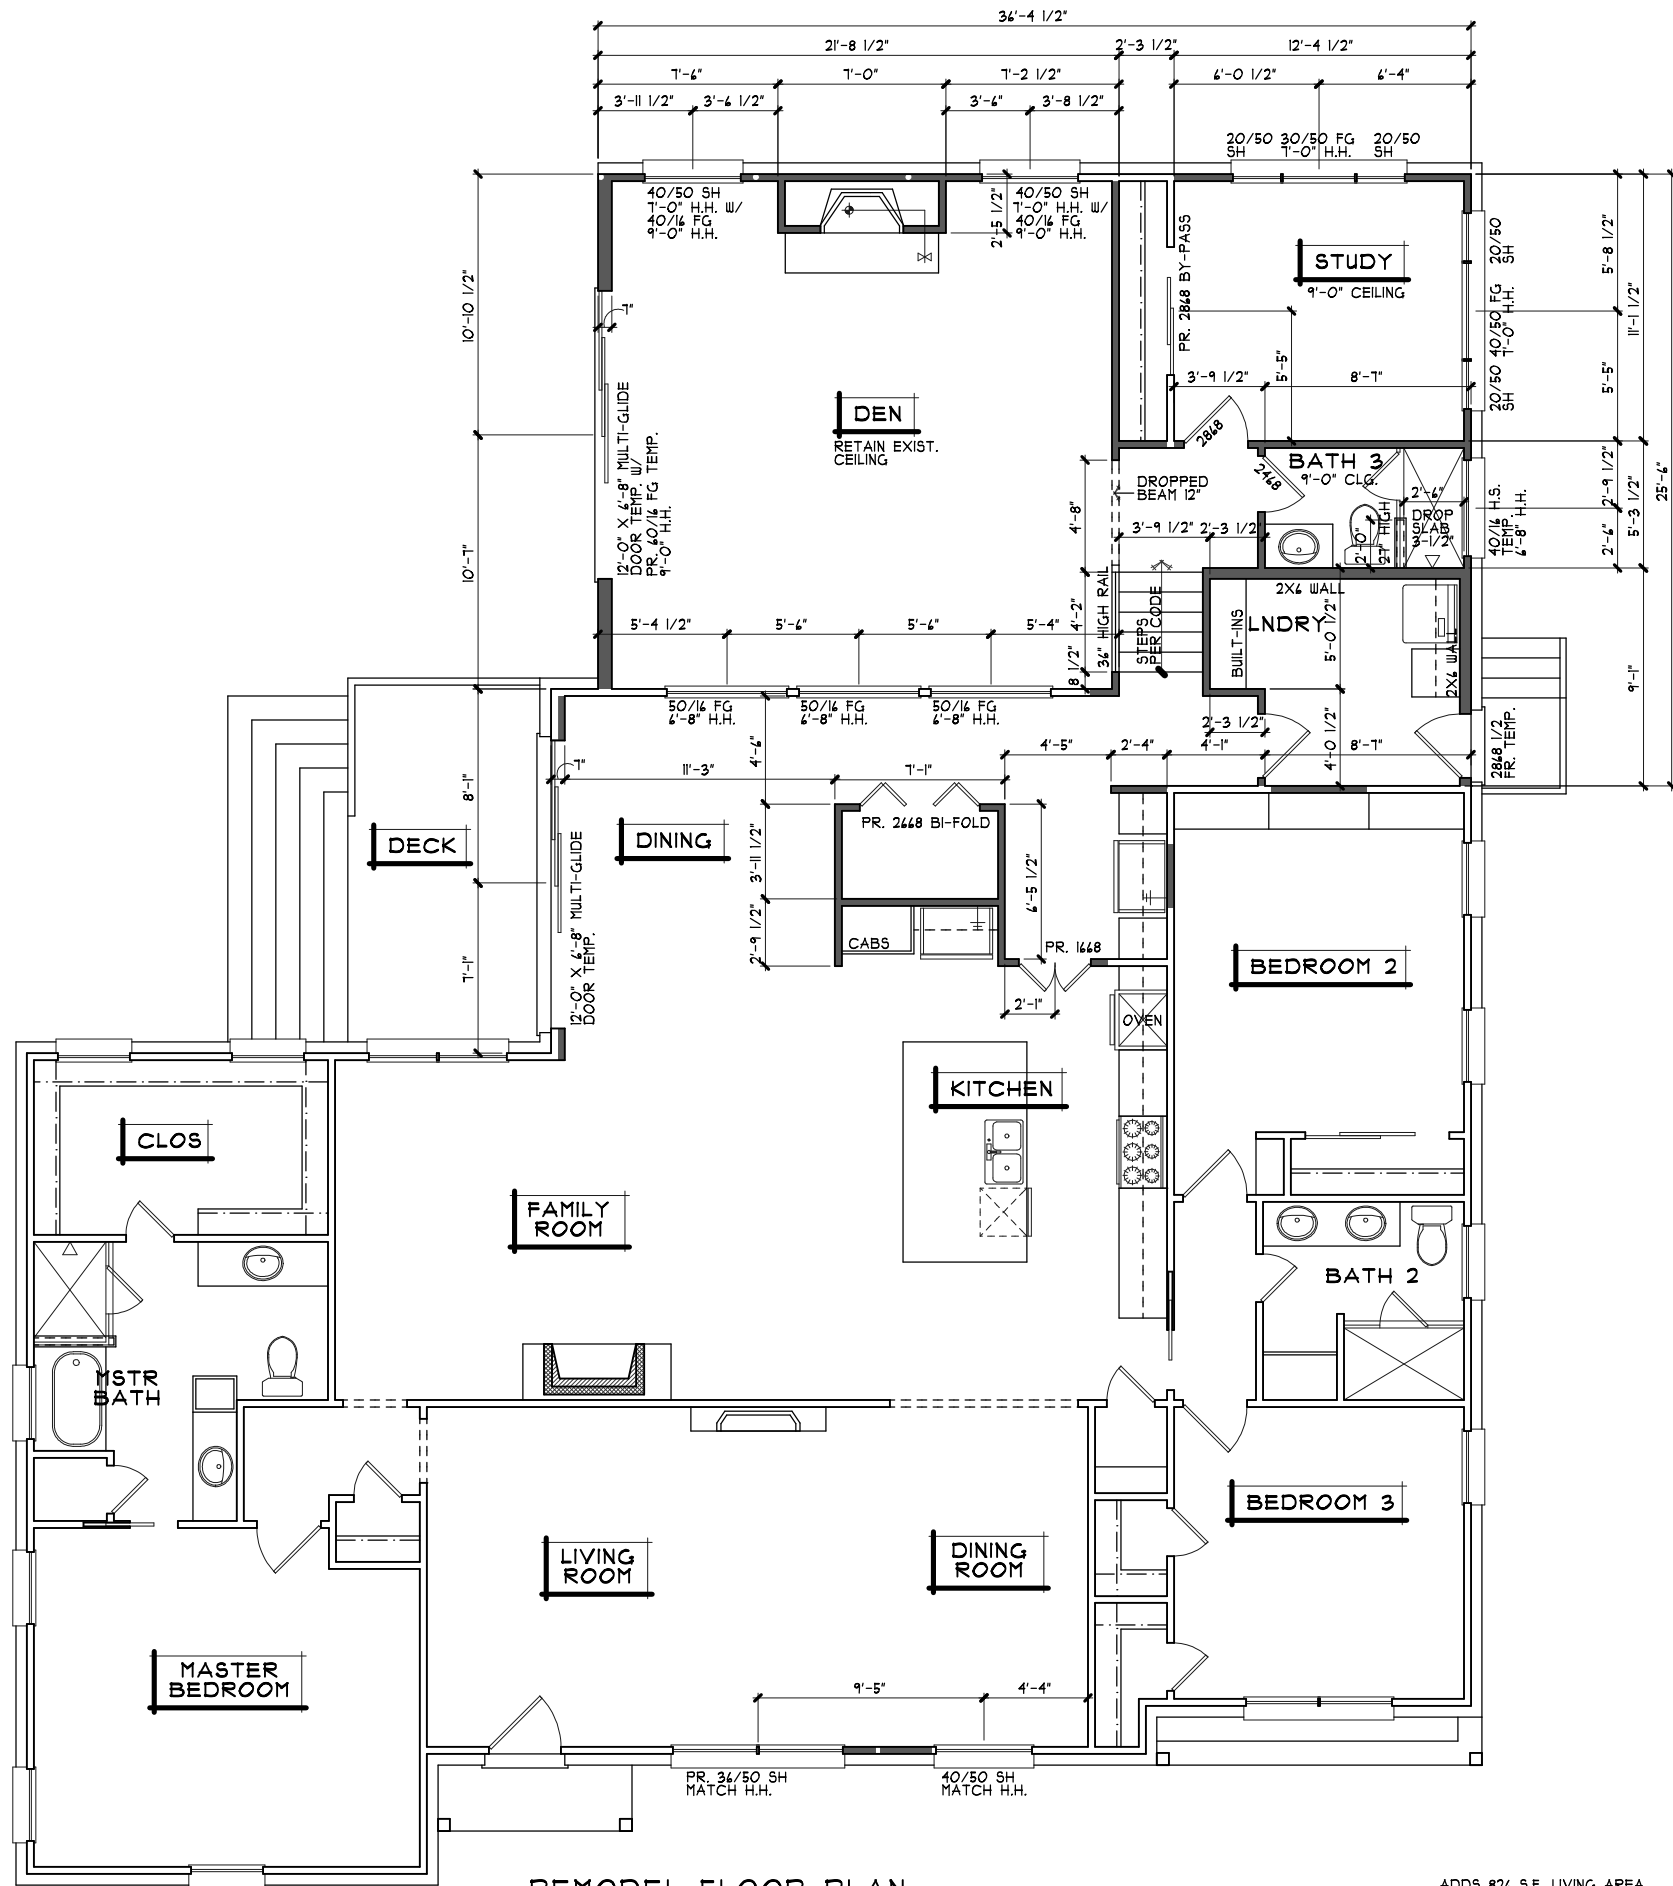 36'-4 1/2"
21'-8 1/2" 2'-3 1/2" 12'-4 1/2"
7'-6" 7'-0" 7'-2 1/2" 6'-0 1/2" 6'-4"
3'-11 1/2" 3'-6 1/2" 3'-6" 3'-8 1/2"
20/50 30/50 FG 20/50
SH 7'-0" H.H. SH
40/50 SH
7'-0" H.H. W/
40/16 FG
9'-0" H.H.
2'-5 1/2"
40/50 SH
7'-0" H.H. W/
40/16 FG
9'-0" H.H.
PR. 2868 BY-PASS
STUDY
9'-0" CEILING
20/50 40/50 FG 20/50
SH 7'-0" H.H. SH
5'-8 1/2"
11'-1 1/2"
25'-6"
10'-10 1/2"
7"
5'-5"
3'-9 1/2" 8'-7"
5'-5"
12'-0" X 6'-8" MULTI-GLIDE
DOOR TEMP. W/
PR. 60/16 FG TEMP.
9'-0" H.H.
DEN
RETAIN EXIST.
CEILING
2868
BATH 3
9'-0" CLG.
2468
2'-6"
DROP
SLAB
3-1/2"
2'-0"
27" HIGH
40/16 H.S.
TEMP.
6'-8" H.H.
2'-9 1/2"
5'-3 1/2"
2'-6"
DROPPED
BEAM 12"
4'-8"
3'-9 1/2" 2'-3 1/2"
10'-7"
4'-2"
36" HIGH RAIL
8 1/2"
STEPS
PER CODE
2X6 WALL
BUILT-INS
LNDRY
5'-0 1/2"
2X6 WALL
9'-1"
5'-4 1/2" 5'-6" 5'-6" 5'-4"
50/16 FG
6'-8" H.H.
50/16 FG
6'-8" H.H.
50/16 FG
6'-8" H.H.
2'-3 1/2"
4'-0 1/2"
2868 1/2
FR. TEMP.
4'-6"
4'-5" 2'-4" 4'-1" 8'-7"
7"
11'-3" 7'-1"
8'-1"
DECK
DINING
PR. 2668 BI-FOLD
3'-11 1/2"
6'-5 1/2"
12'-0" X 6'-8" MULTI-GLIDE
DOOR TEMP.
7'-1"
2'-9 1/2"
CABS
PR. 1668
2'-1"
BEDROOM 2
OVEN
KITCHEN
CLOS
FAMILY
ROOM
BATH 2
MSTR
BATH
BEDROOM 3
LIVING
ROOM
DINING
ROOM
MASTER
BEDROOM
9'-5" 4'-4"
PR. 36/50 SH
MATCH H.H.
40/50 SH
MATCH H.H.
REMODEL FLOOR PLAN
ADDS 826 S.F. LIVING AREA